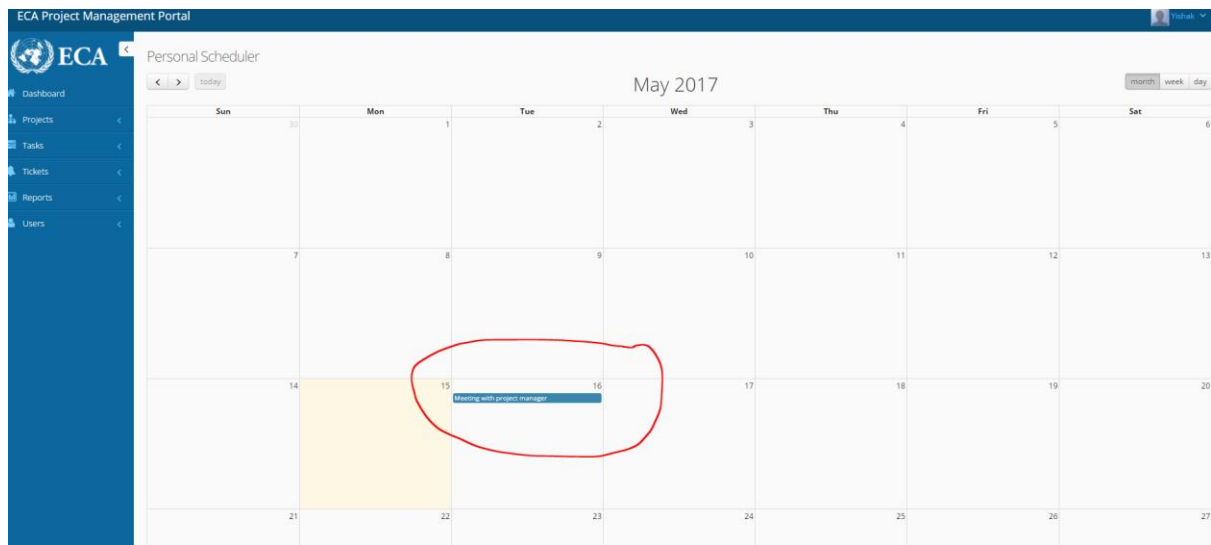 ECA Project Management Portal
Yishak
ECA
Personal Scheduler
today
May 2017
month week day
Dashboard
Projects
Tasks
Tickets
Reports
Users
Sun Mon Tue Wed Thu Fri Sat
30 1 2 3 4 5 6
7 8 9 10 11 12 13
14 15 16 17 18 19 20
Meeting with project manager
21 22 23 24 25 26 27